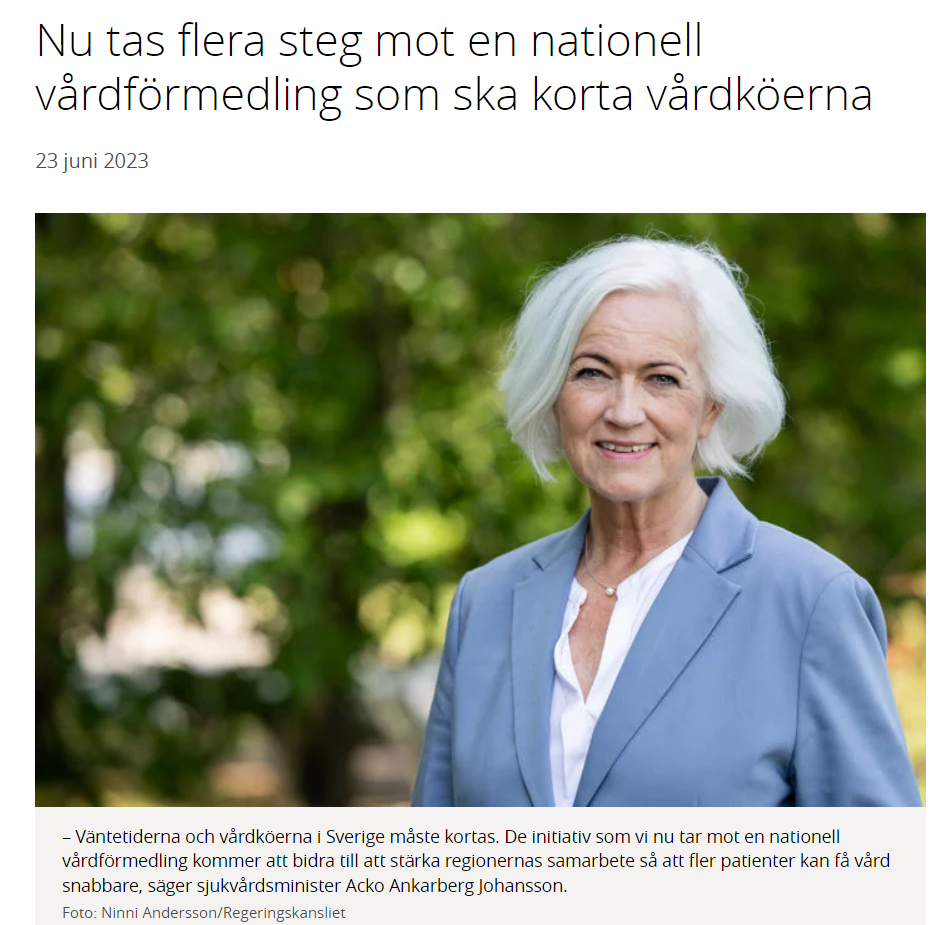 Nu tas flera steg mot en nationell
vårdförmedling som ska korta vårdköerna
23 juni 2023
– Väntetiderna och vårdköerna i Sverige måste kortas. De initiativ som vi nu tar mot en nationell
vårdförmedling kommer att bidra till att stärka regionernas samarbete så att fler patienter kan få vård
snabbare, säger sjukvårdsminister Acko Ankarberg Johansson.
Foto: Ninni Andersson/Regeringskansliet